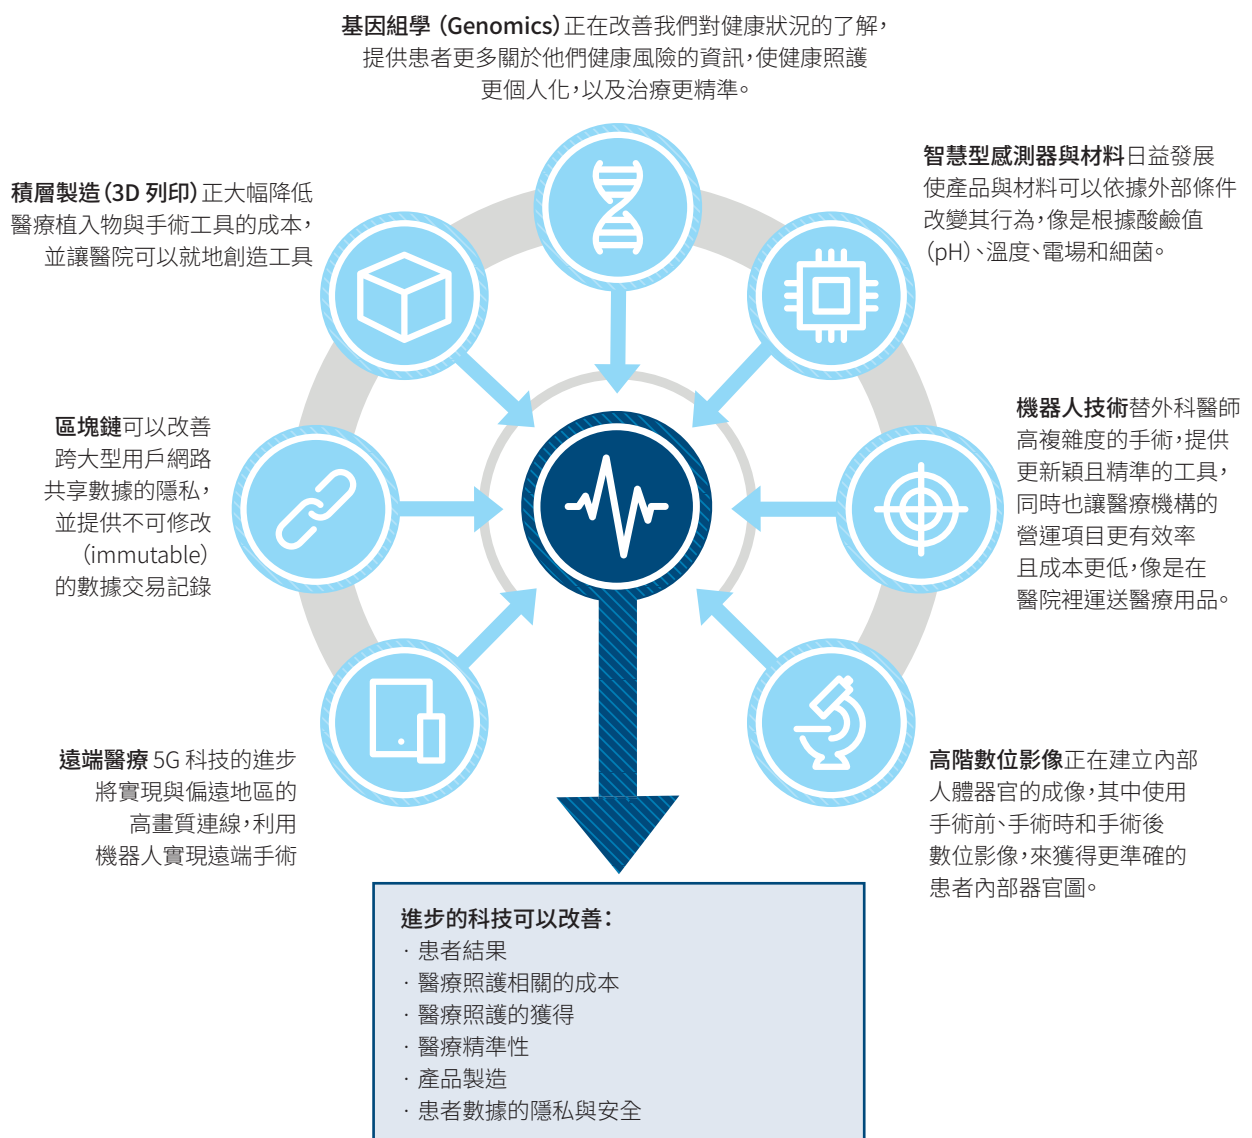 基因組學 (Genomics) 正在改善我們對健康狀況的了解，
提供患者更多關於他們健康風險的資訊，使健康照護
更個人化，以及治療更精準。
積層製造 (3D 列印) 正大幅降低
醫療植入物與手術工具的成本，
並讓醫院可以就地創造工具
智慧型感測器與材料日益發展
使產品與材料可以依據外部條件
改變其行為，像是根據酸鹼值
(pH)、溫度、電場和細菌。
區塊鏈可以改善
跨大型用戶網路
共享數據的隱私，
並提供不可修改
(immutable)
的數據交易記錄
機器人技術替外科醫師
高複雜度的手術，提供
更新穎且精準的工具，
同時也讓醫療機構的
營運項目更有效率
且成本更低，像是在
醫院裡運送醫療用品。
遠端醫療 5G 科技的進步
將實現與偏遠地區的
高畫質連線，利用
機器人實現遠端手術
高階數位影像正在建立內部
人體器官的成像，其中使用
手術前、手術時和手術後
數位影像，來獲得更準確的
患者內部器官圖。
進步的科技可以改善：
· 患者結果
· 醫療照護相關的成本
· 醫療照護的獲得
· 醫療精準性
· 產品製造
· 患者數據的隱私與安全